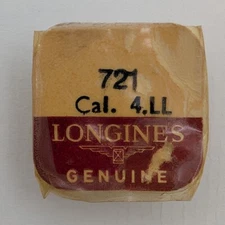 721
Cal. 4.LL
LONGINES
GENUINE